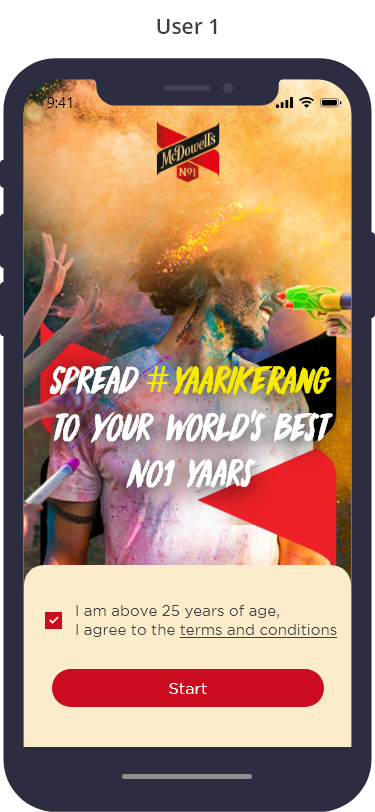 User 1
9:41
McDowell's
No1
SPREAD #YAARIKERANG
TO YOUR WORLD'S BEST
NO1 YAARS
I am above 25 years of age,
I agree to the terms and conditions
Start